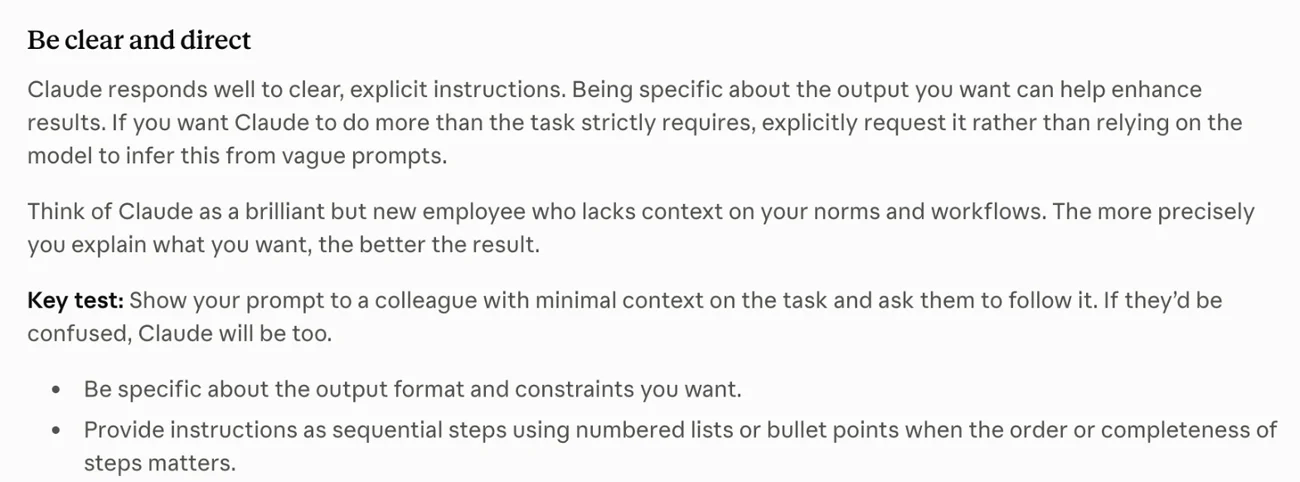 Be clear and direct
Claude responds well to clear, explicit instructions. Being specific about the output you want can help enhance
results. If you want Claude to do more than the task strictly requires, explicitly request it rather than relying on the
model to infer this from vague prompts.
Think of Claude as a brilliant but new employee who lacks context on your norms and workflows. The more precisely
you explain what you want, the better the result.
Key test: Show your prompt to a colleague with minimal context on the task and ask them to follow it. If they’d be
confused, Claude will be too.
• Be specific about the output format and constraints you want.
• Provide instructions as sequential steps using numbered lists or bullet points when the order or completeness of
steps matters.